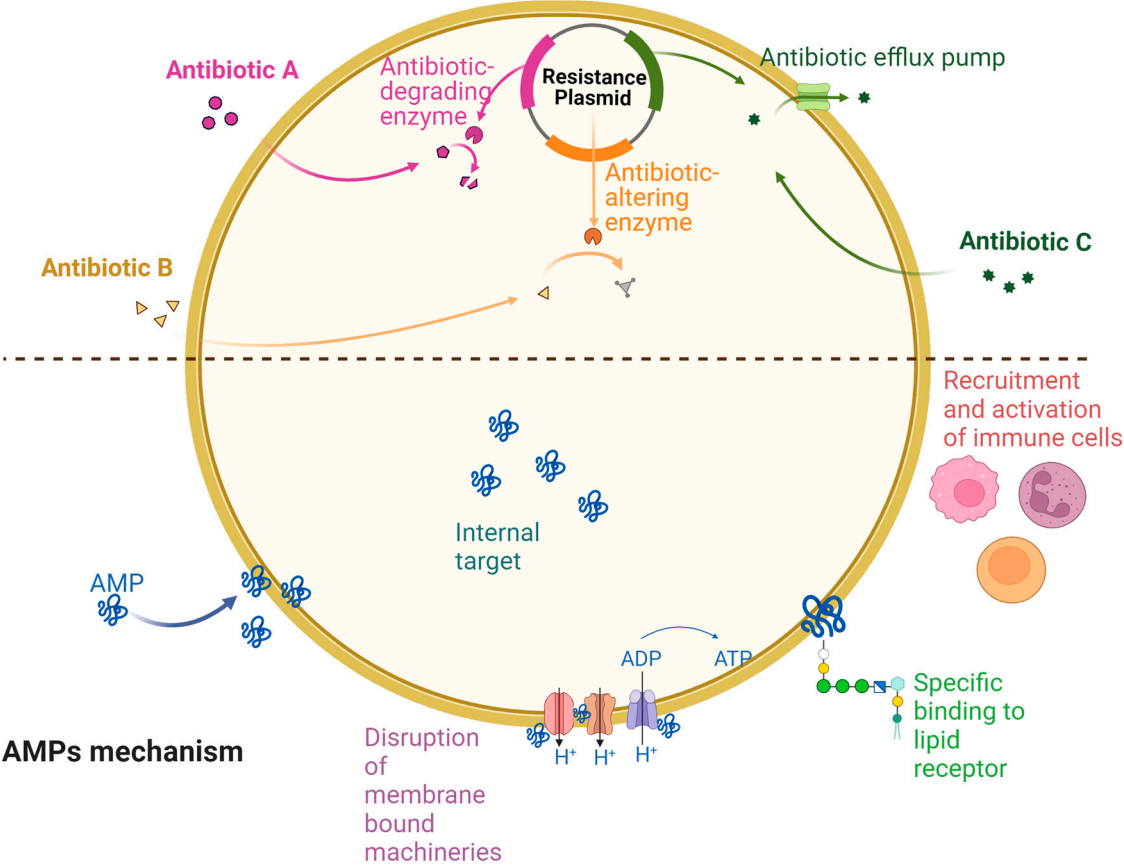 Antibiotic A
Antibiotic-
degrading
enzyme
Resistance
Plasmid
Antibiotic efflux pump
Antibiotic-
altering
enzyme
Antibiotic B
Antibiotic C
Recruitment
and activation
of immune cells
Internal
target
AMP
ADP
ATP
H+
H+
H+
Specific
binding to
lipid
receptor
AMPs mechanism
Disruption
of
membrane
bound
machineries